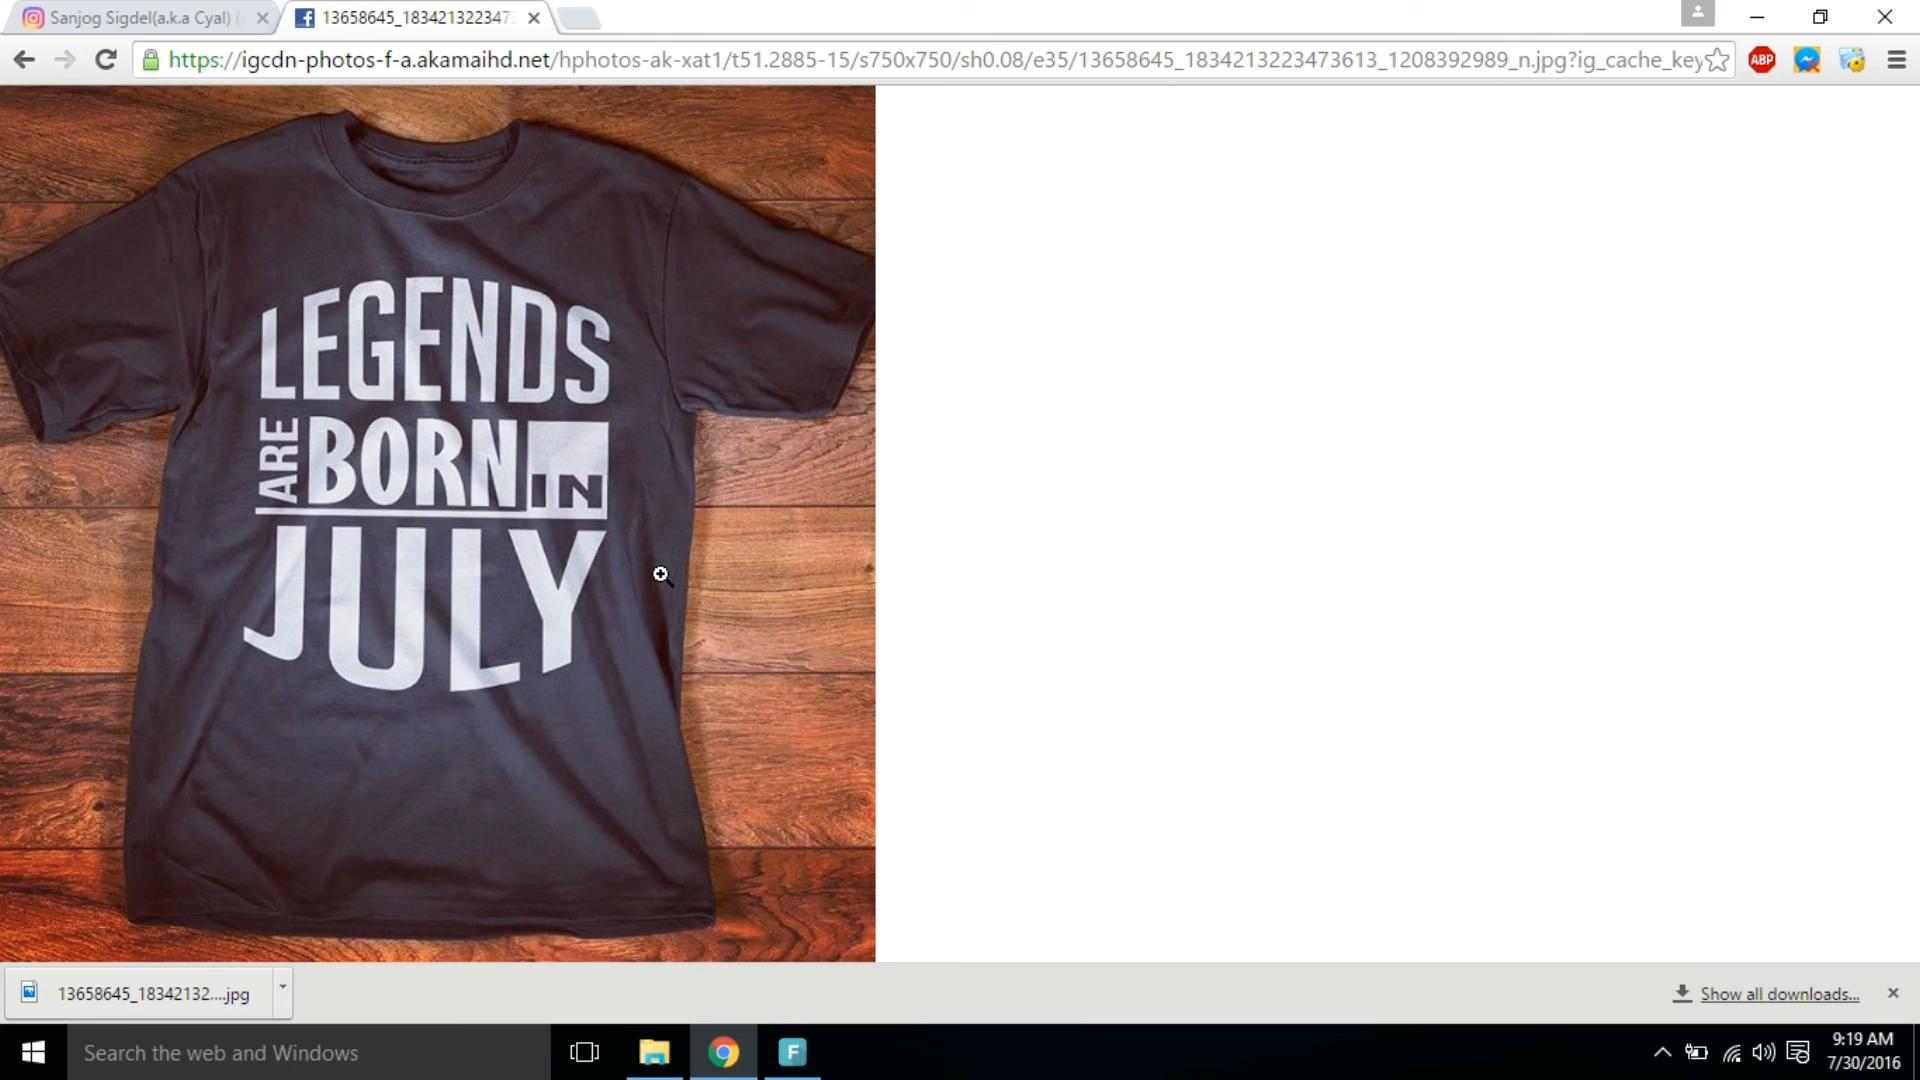 Sanjog Sigdel(a.k.a Cyal) (
13658645_1834213223473
https://igcdn-photos-f-a.akamaihd.net/hphotos-ak-xat1/t51.2885-15/s750x750/sh0.08/e35/13658645_1834213223473613_1208392989_n.jpg?ig_cache_key
ABP
LEGENDS
ARE BORN IN
JULY
13658645_18342132....jpg
Show all downloads...
Search the web and Windows
F
9:19 AM
7/30/2016